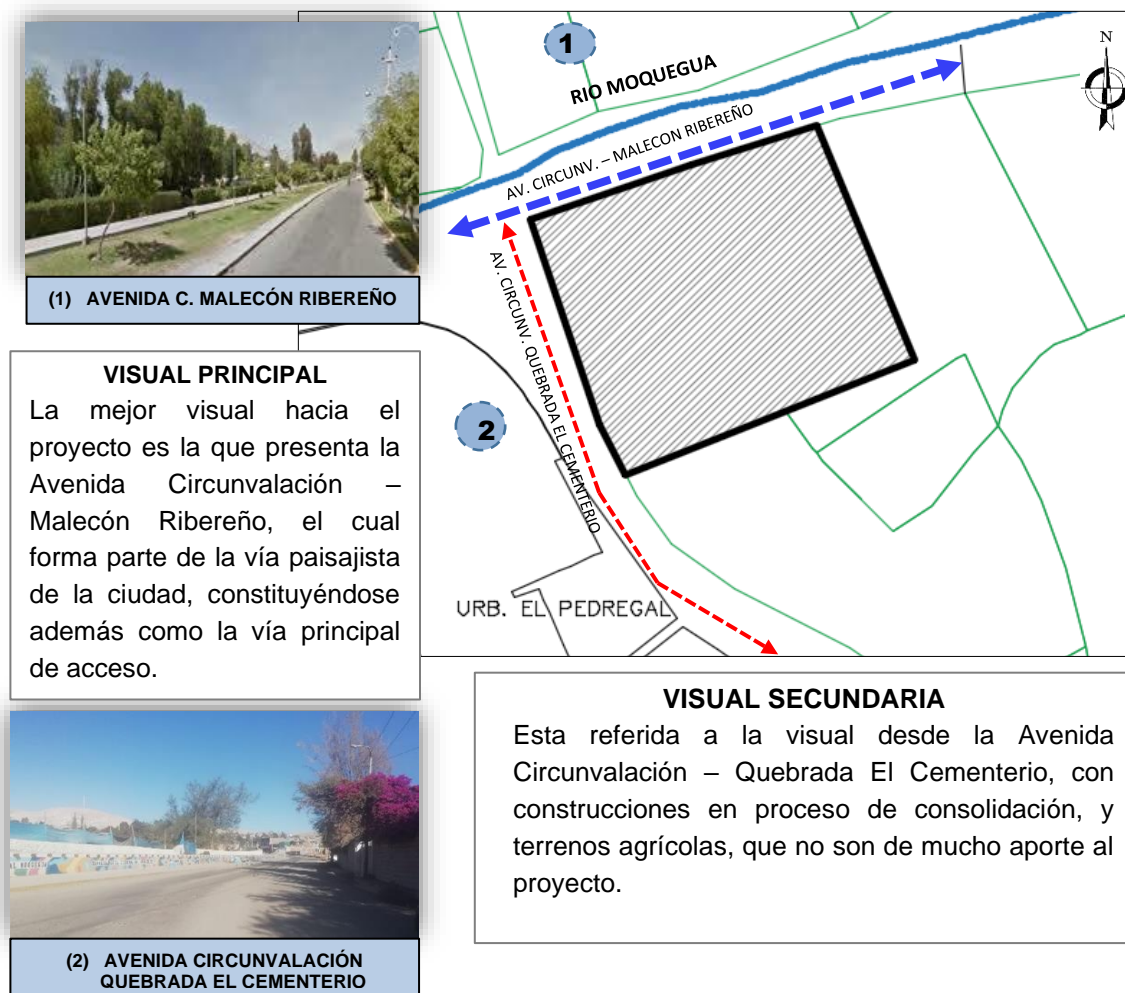 1
RIO MOQUEGUA
N
AV. CIRCUNV. – MALECON RIBEREÑO
AV. CIRCUNV. QUEBRADA EL CEMENTERIO
(1) AVENIDA C. MALECÓN RIBEREÑO
VISUAL PRINCIPAL
La mejor visual hacia el
proyecto es la que presenta la
Avenida Circunvalación –
Malecón Ribereño, el cual
forma parte de la vía paisajista
de la ciudad, constituyéndose
además como la vía principal
de acceso.
2
URB. EL PEDREGAL
VISUAL SECUNDARIA
Esta referida a la visual desde la Avenida
Circunvalación – Quebrada El Cementerio, con
construcciones en proceso de consolidación, y
terrenos agrícolas, que no son de mucho aporte al
proyecto.
(2) AVENIDA CIRCUNVALACIÓN
QUEBRADA EL CEMENTERIO